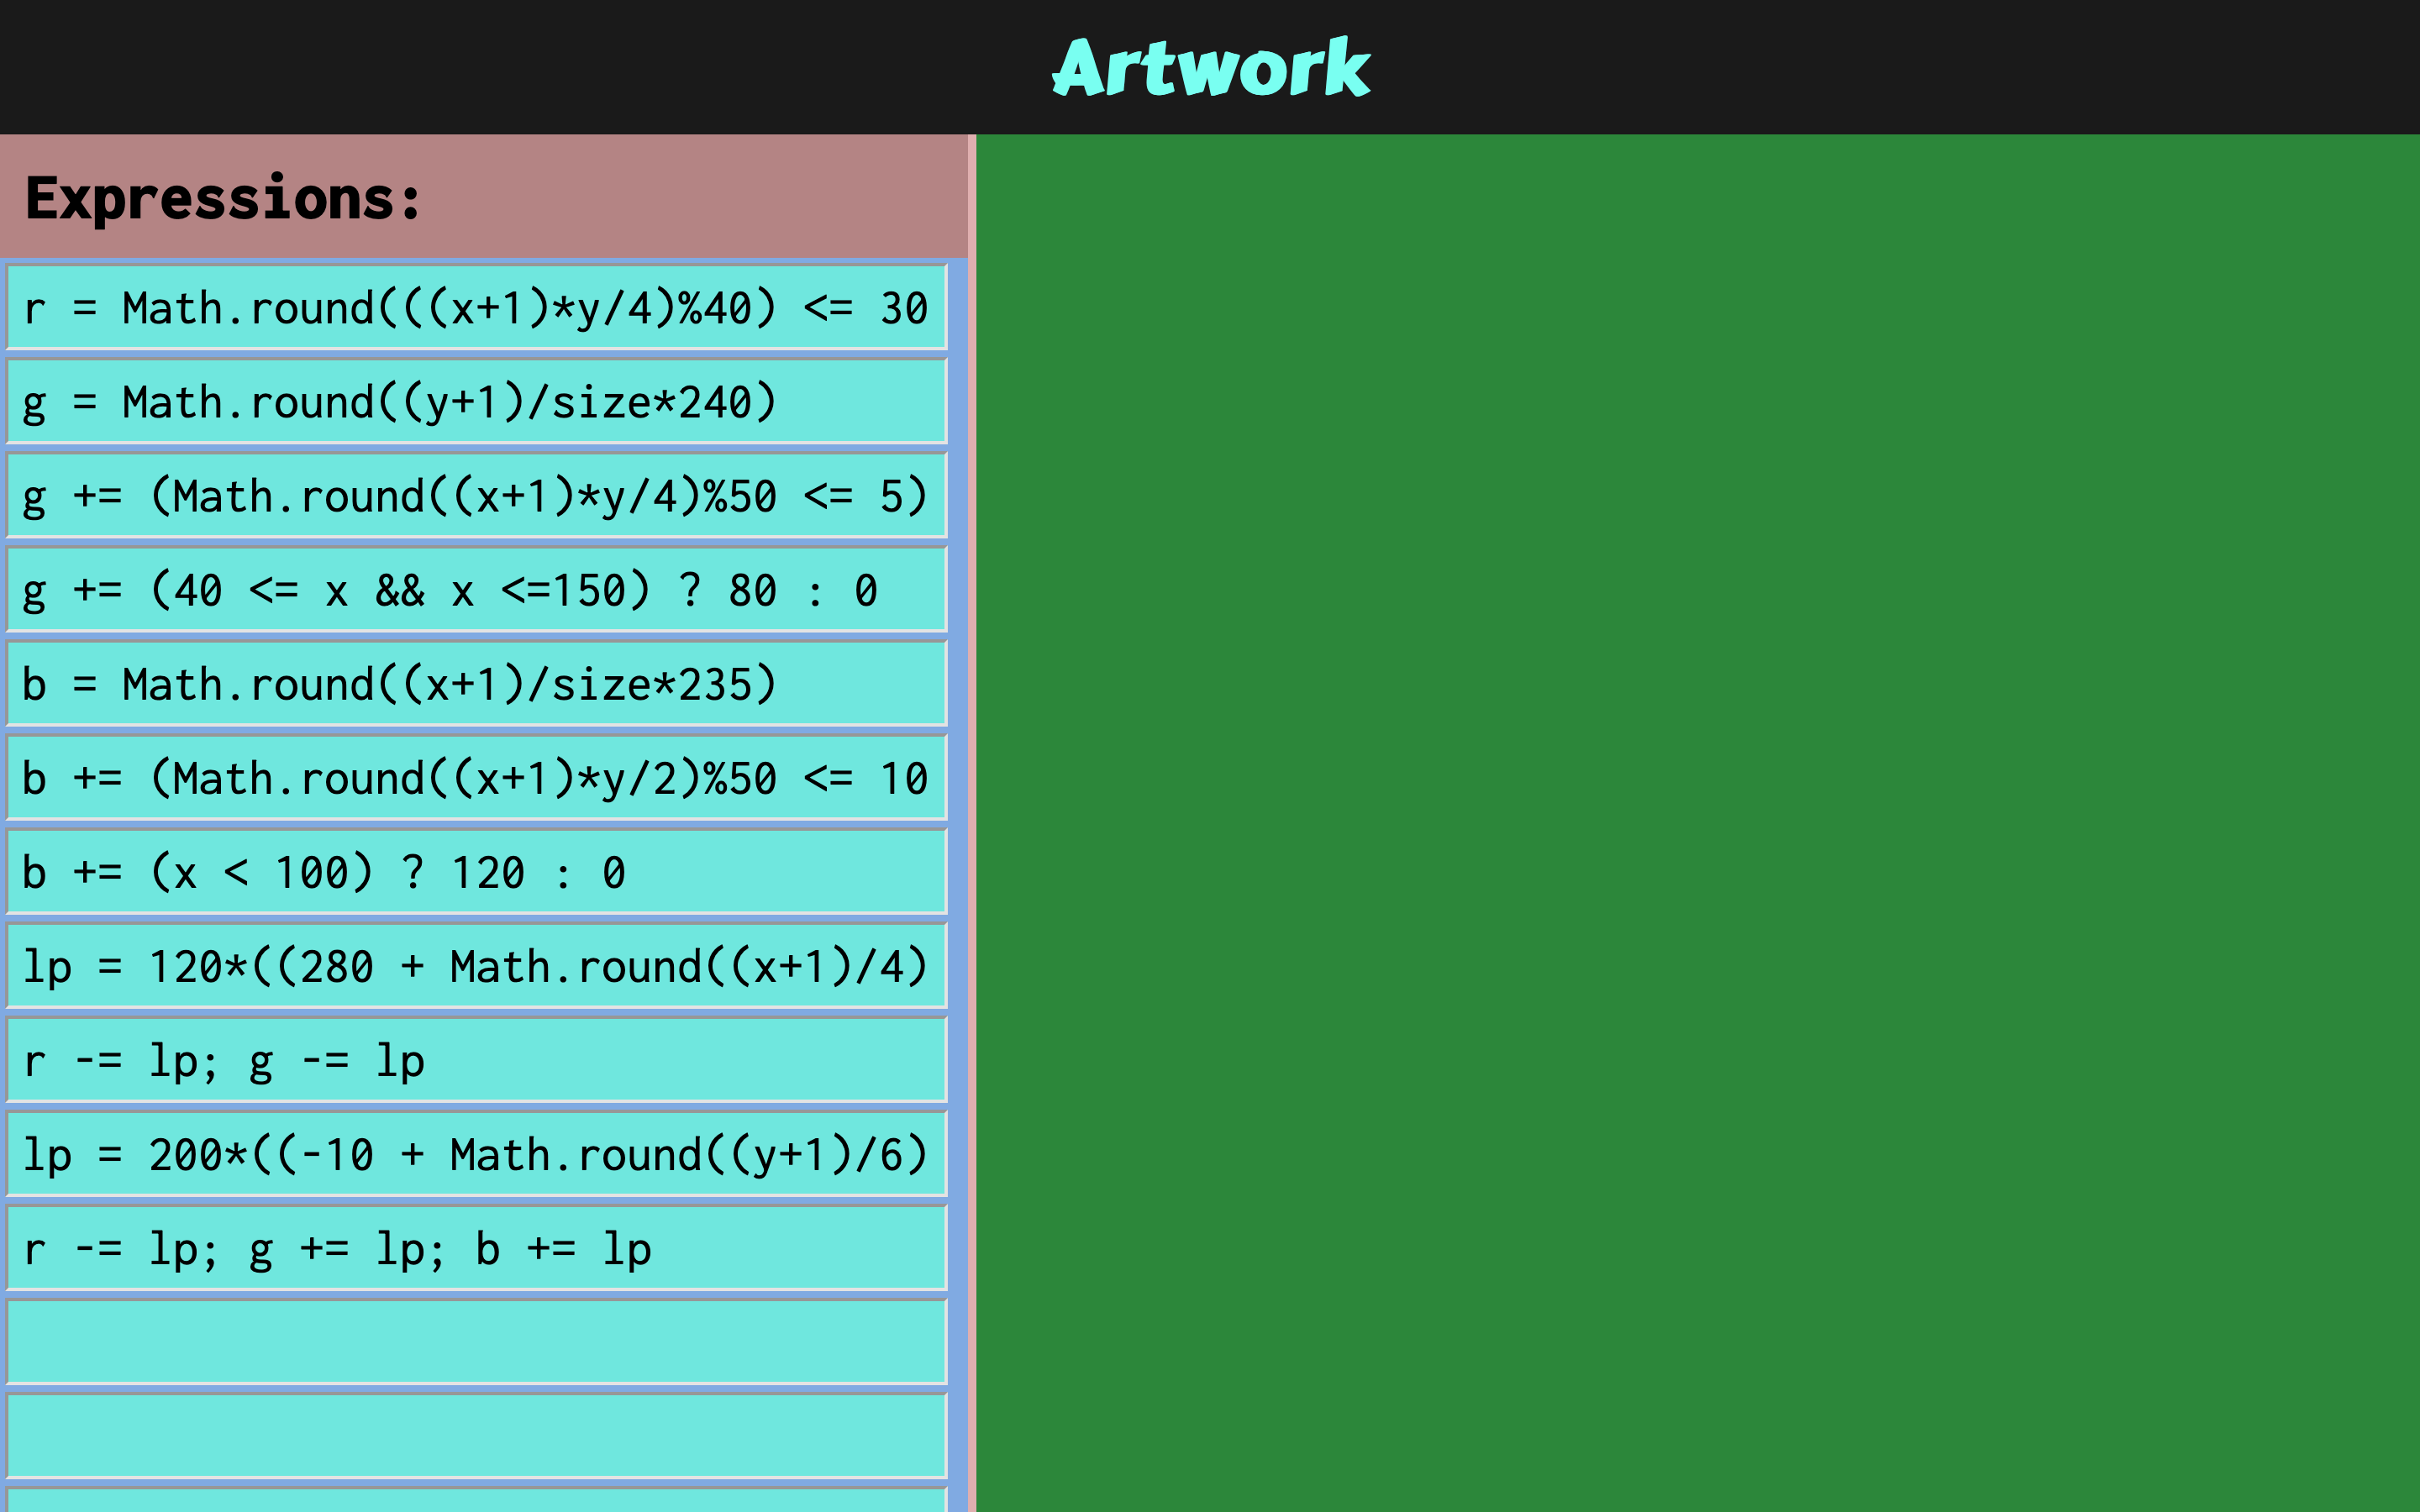 Artwork
Expressions:
r = Math.round(((x+1)*y/4)%40) <= 30
g = Math.round((y+1)/size*240)
g += (Math.round((x+1)*y/4)%50 <= 5)
g += (40 <= x && x <=150) ? 80 : 0
b = Math.round((x+1)/size*235)
b += (Math.round((x+1)*y/2)%50 <= 10
b += (x < 100) ? 120 : 0
lp = 120*((280 + Math.round((x+1)/4)
r -= lp; g -= lp
lp = 200*((-10 + Math.round((y+1)/6)
r -= lp; g += lp; b += lp